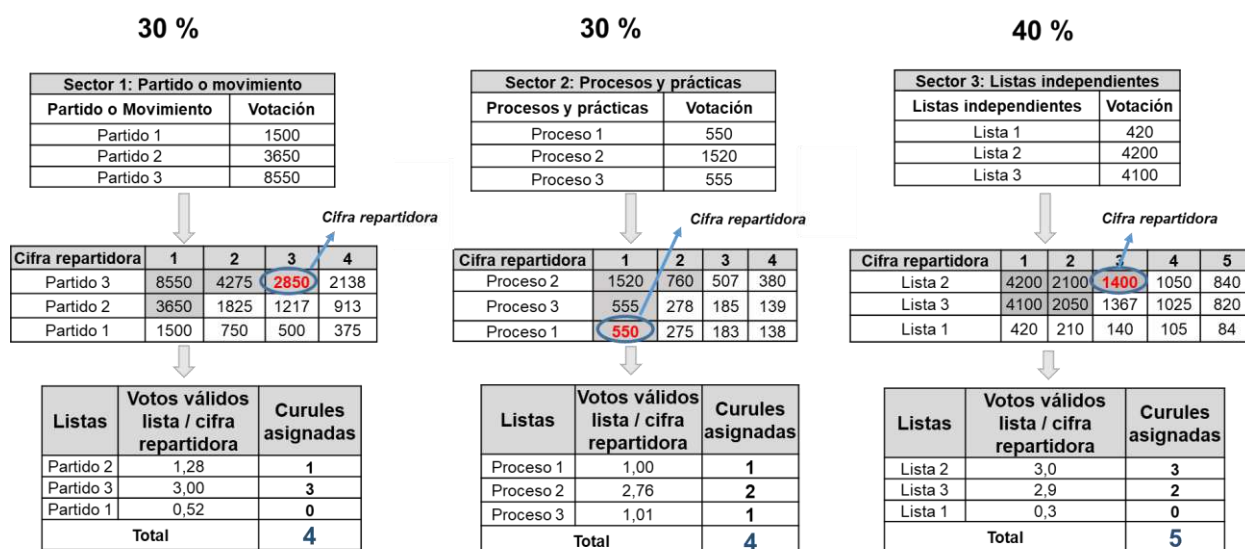 30 %
30 %
40 %
Sector 1: Partido o movimiento
Partido o Movimiento Votación
Partido 1 1500
Partido 2 3650
Partido 3 8550
Sector 2: Procesos y prácticas
Procesos y prácticas Votación
Proceso 1 550
Proceso 2 1520
Proceso 3 555
Sector 3: Listas independientes
Listas independientes Votación
Lista 1 420
Lista 2 4200
Lista 3 4100
Cifra repartidora
Cifra repartidora 1 2 3 4
Partido 3 8550 4275 2850 2138
Partido 2 3650 1825 1217 913
Partido 1 1500 750 500 375
Cifra repartidora
Cifra repartidora 1 2 3 4
Proceso 2 1520 760 507 380
Proceso 3 555 278 185 139
Proceso 1 550 275 183 138
Cifra repartidora
Cifra repartidora 1 2 3 4 5
Lista 2 4200 2100 1400 1050 840
Lista 3 4100 2050 1367 1025 820
Lista 1 420 210 140 105 84
Listas Votos válidos lista / cifra repartidora Curules asignadas
Partido 2 1,28 1
Partido 3 3,00 3
Partido 1 0,52 0
Total 4
Listas Votos válidos lista / cifra repartidora Curules asignadas
Proceso 1 1,00 1
Proceso 2 2,76 2
Proceso 3 1,01 1
Total 4
Listas Votos válidos lista / cifra repartidora Curules asignadas
Lista 2 3,0 3
Lista 3 2,9 2
Lista 1 0,3 0
Total 5